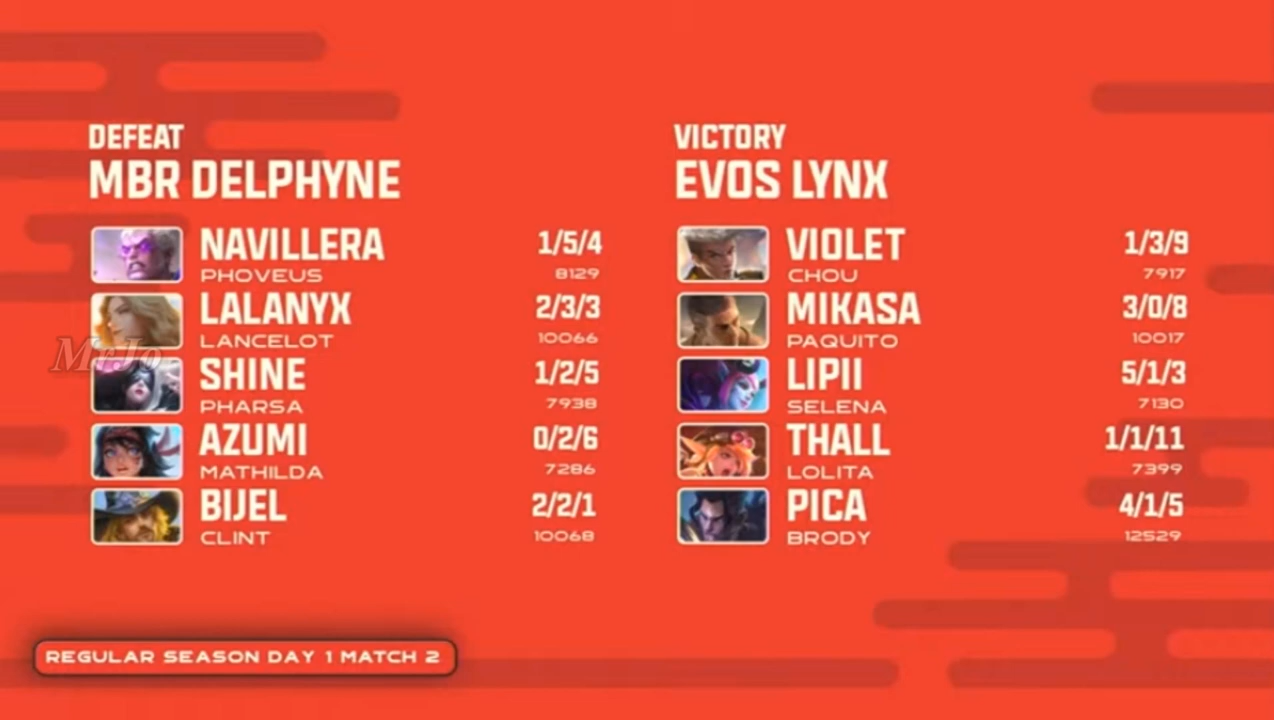 DEFEAT
MBR DELPHYNE
NAVILLERA 1/5/4
PHOVEUS 8129
LALANYX 2/3/3
LANCELOT 10066
SHINE 1/2/5
PHARSA 7938
AZUMI 0/2/6
MATHILDA 7286
BIJEL 2/2/1
CLINT 10068
MrJo
VICTORY
EVOS LYNX
VIOLET 1/3/9
CHOU 7917
MIKASA 3/0/8
PAQUITO 10017
LIPII 5/1/3
SELENA 7130
THALL 1/1/11
LOLITA 7399
PICA 4/1/5
BRODY 12529
REGULAR SEASON DAY 1 MATCH 2